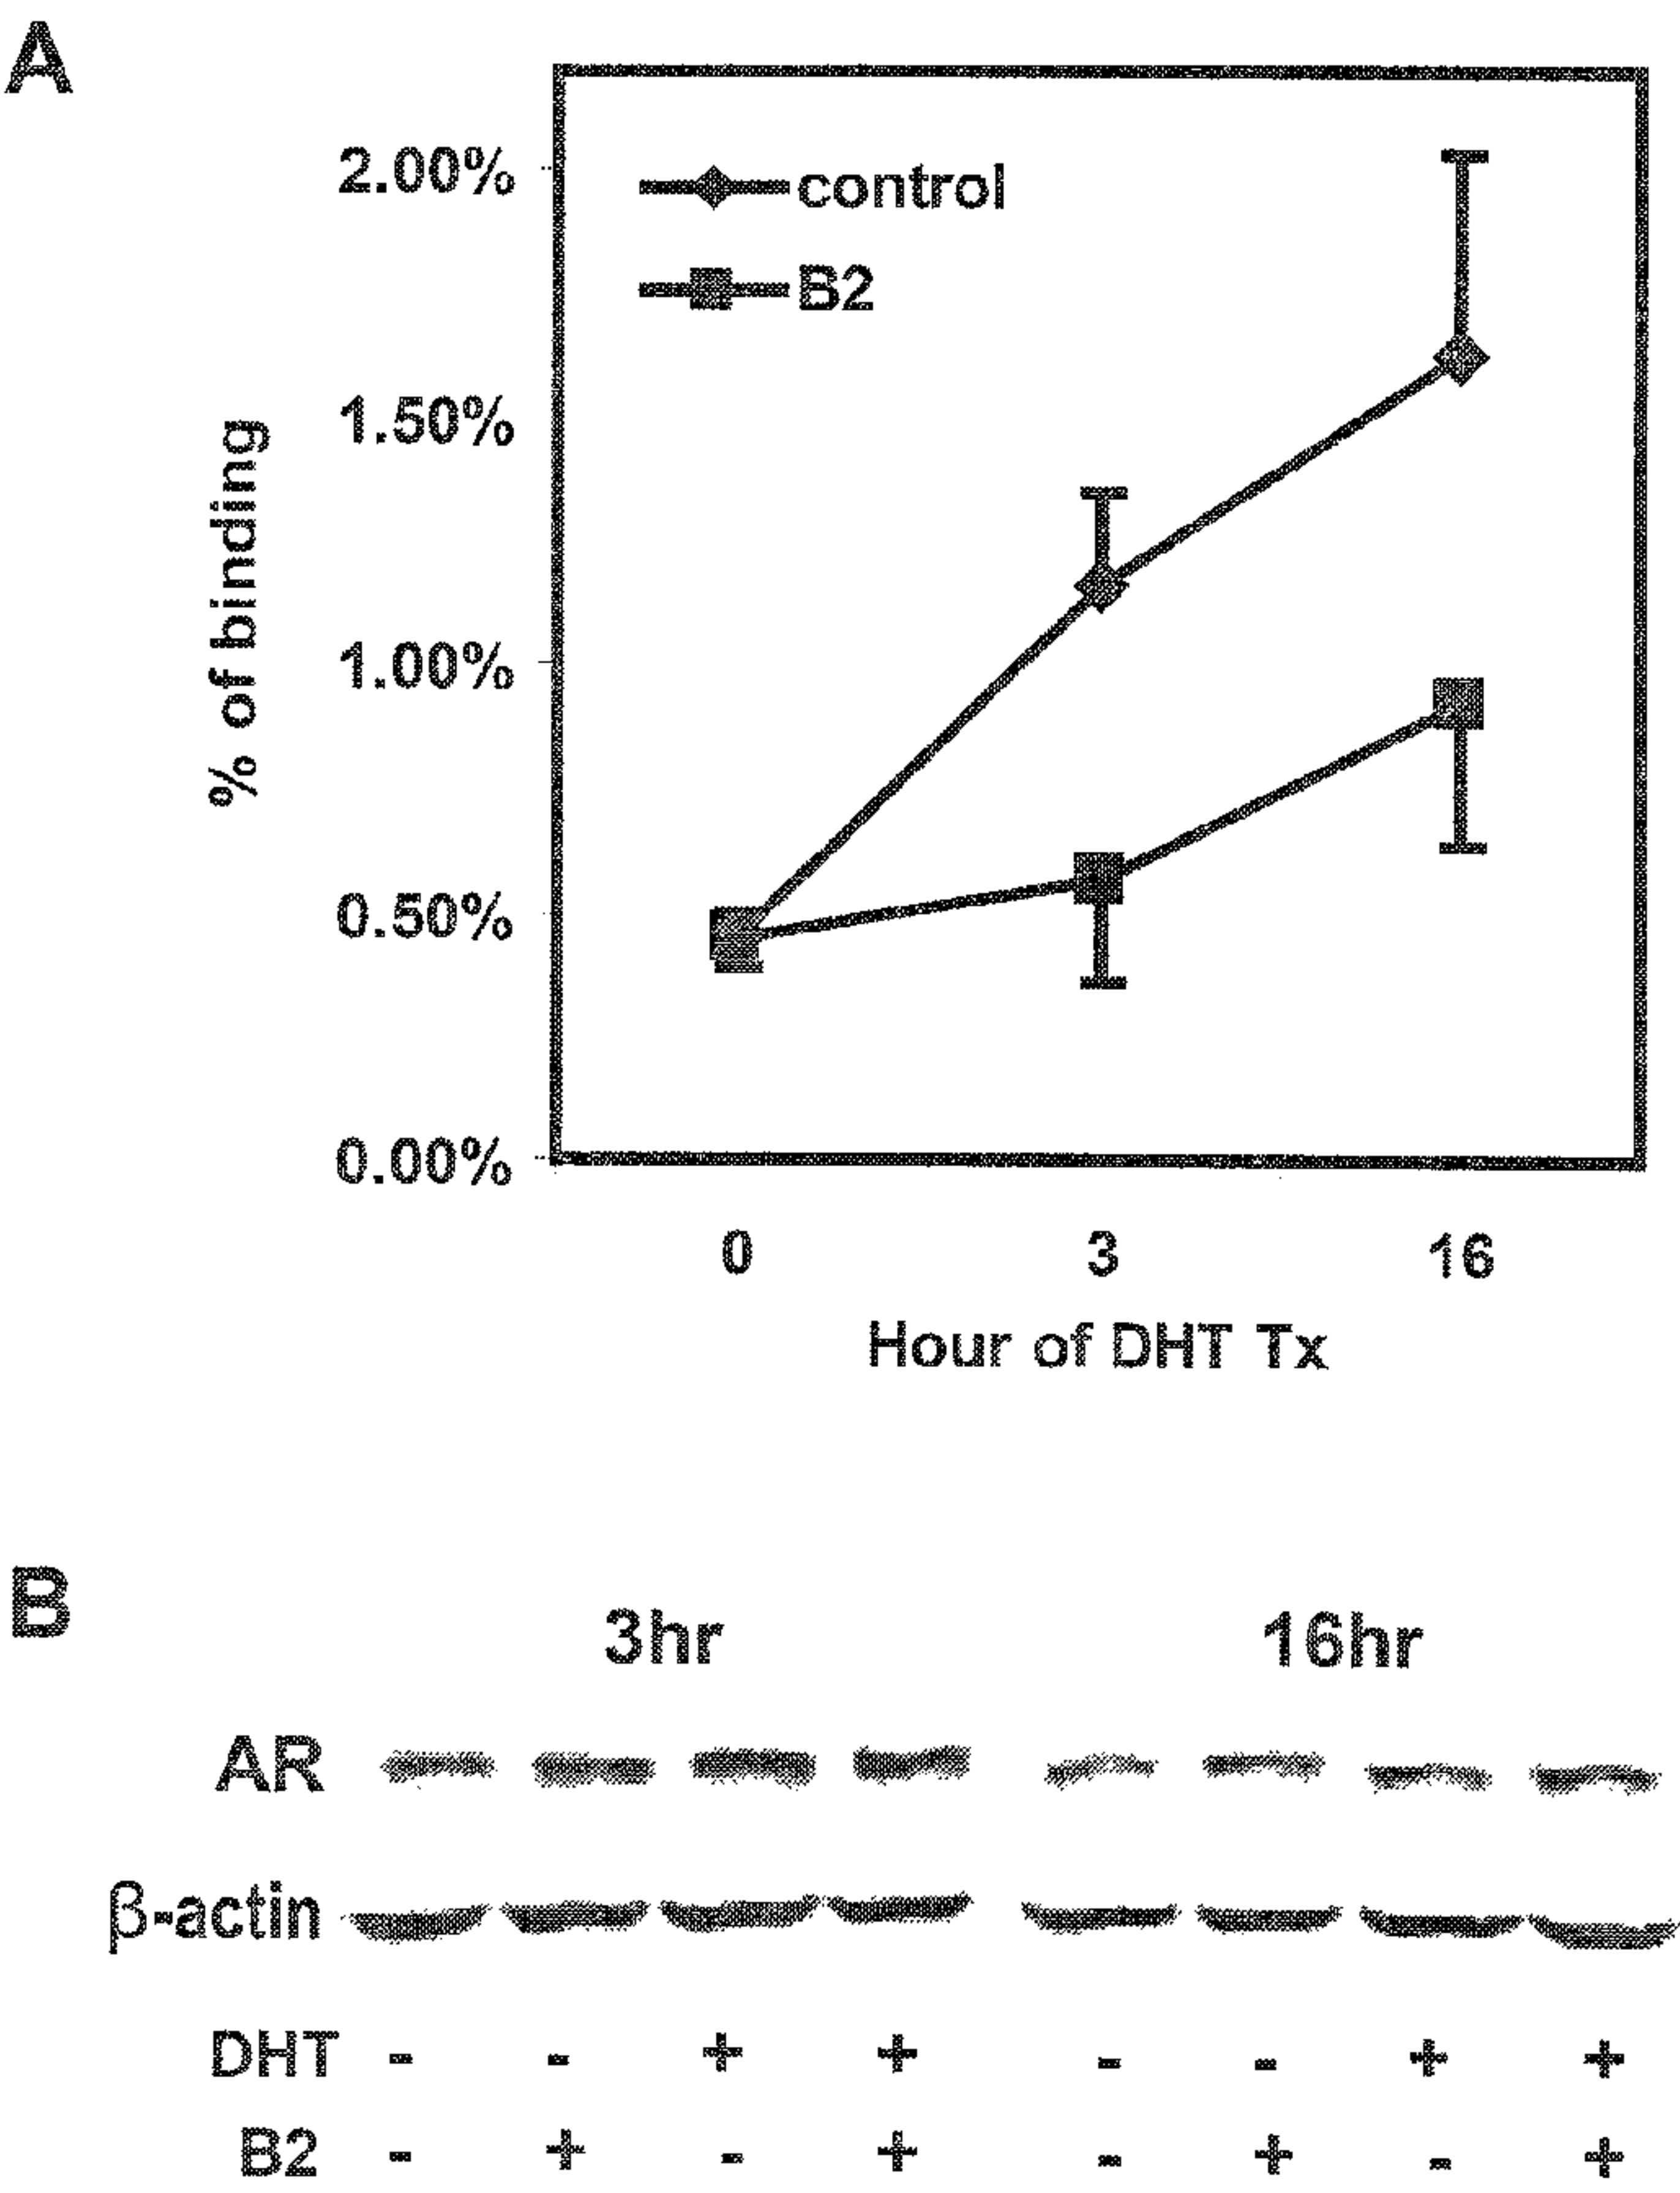 A
2.00%
control
B2
1.50%
1.00%
0.50%
0.00%
% of binding
0 3 16
Hour of DHT Tx
B
3hr 16hr
AR
β-actin
DHT - - + + - - + +
B2 - + - + - + - +